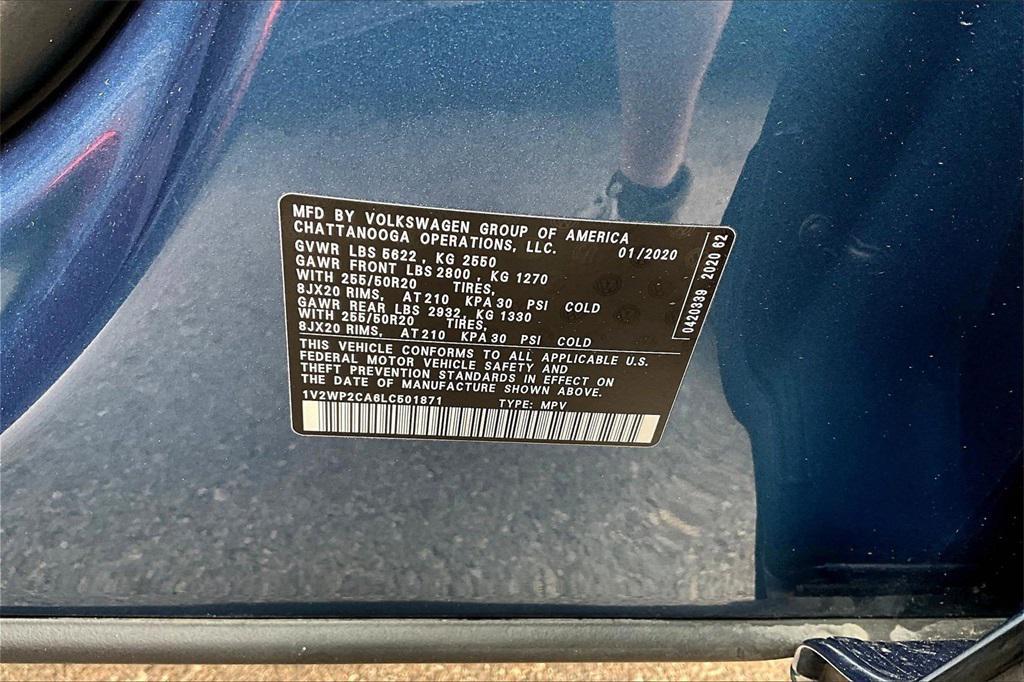 MFD BY VOLKSWAGEN GROUP OF AMERICA
CHATTANOOGA OPERATIONS, LLC. 01/2020
GVWR LBS 5622 , KG 2550
GAWR FRONT LBS 2800 , KG 1270
WITH 255/50R20 TIRES,
8JX20 RIMS, AT 210 KPA 30 PSI COLD
GAWR REAR LBS 2932, KG 1330
WITH 255/50R20 TIRES,
8JX20 RIMS, AT 210 KPA 30 PSI COLD
THIS VEHICLE CONFORMS TO ALL APPLICABLE U.S.
FEDERAL MOTOR VEHICLE SAFETY AND
THEFT PREVENTION STANDARDS IN EFFECT ON
THE DATE OF MANUFACTURE SHOWN ABOVE.
1V2WP2CA6LC501871 TYPE: MPV
0420339 2020 82